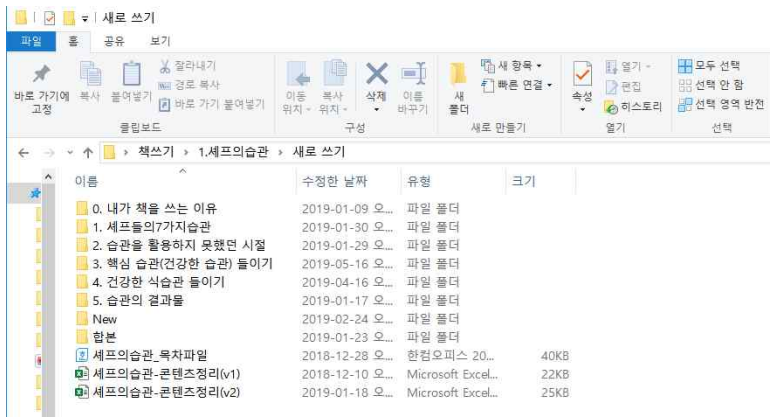 새로 쓰기
파일 홈 공유 보기
바로 가기에 고정
복사
붙여넣기
잘라내기
경로 복사
바로 가기 붙여넣기
클립보드
이동 위치
복사 위치
삭제
이름 바꾸기
구성
새 폴더
새 항목
빠른 연결
새로 만들기
속성
열기
편집
히스토리
열기
모두 선택
선택 안 함
선택 영역 반전
선택
책쓰기 › 1.셰프의습관 › 새로 쓰기
이름 수정한 날짜 유형 크기
0. 내가 책을 쓰는 이유 2019-01-09 오... 파일 폴더
1. 셰프들의7가지습관 2019-01-30 오... 파일 폴더
2. 습관을 활용하지 못했던 시절 2019-01-29 오... 파일 폴더
3. 핵심 습관(건강한 습관) 들이기 2019-05-16 오... 파일 폴더
4. 건강한 식습관 들이기 2019-04-16 오... 파일 폴더
5. 습관의 결과물 2019-01-17 오... 파일 폴더
New 2019-02-24 오... 파일 폴더
합본 2019-01-23 오... 파일 폴더
셰프의습관_목차파일 2018-12-28 오... 한컴오피스 20... 40KB
셰프의습관-콘텐츠정리(v1) 2018-12-10 오... Microsoft Excel... 22KB
셰프의습관-콘텐츠정리(v2) 2019-01-18 오... Microsoft Excel... 25KB